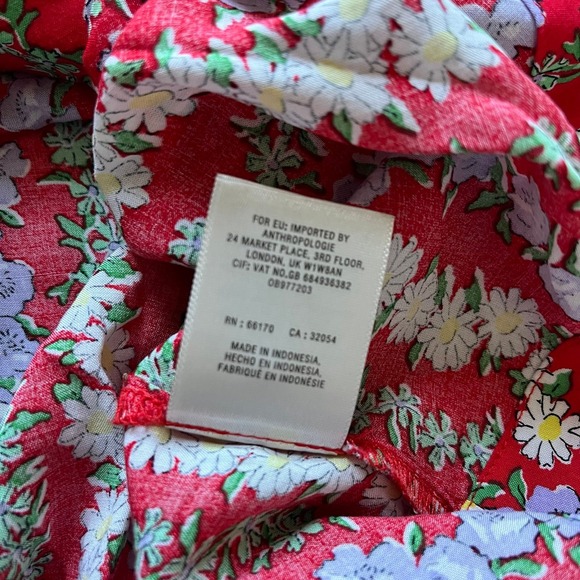 FOR EU: IMPORTED BY
ANTHROPOLOGIE
24 MARKET PLACE, 3RD FLOOR,
LONDON, UK W1W8AN
CIF: VAT NO.GB 684936382
OB977203
RN : 66170 CA : 32054
MADE IN INDONESIA,
HECHO EN INDONESIA,
FABRIQUÉ EN INDONÉSIE